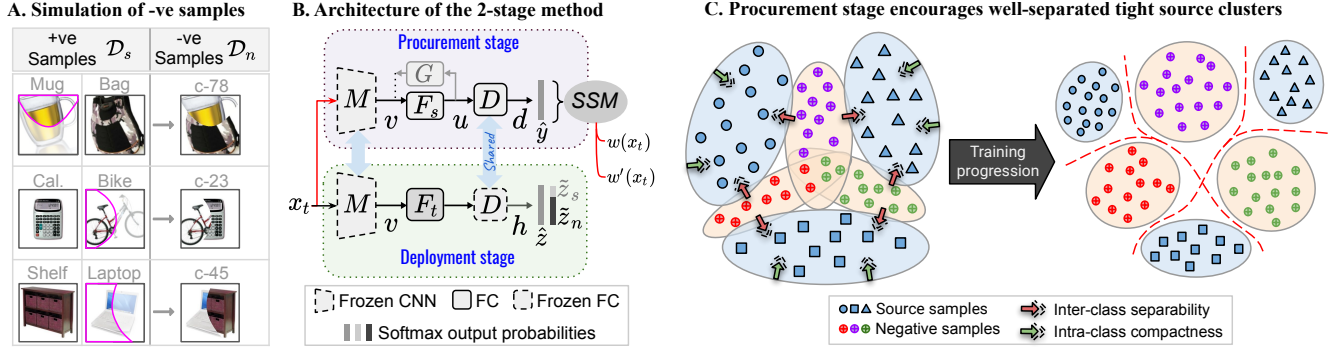 A. Simulation of -ve samples
+ve Samples 𝒟s
-ve Samples 𝒟n
Mug Bag c-78
Cal. Bike c-23
Shelf Laptop c-45
B. Architecture of the 2-stage method
Procurement stage
G
M v Fs u D d ŷ SSM
w(xt)
w'(xt)
Shared
xt M v Ft D h ẑ z̃s z̃n
Deployment stage
Frozen CNN FC Frozen FC
Softmax output probabilities
C. Procurement stage encourages well-separated tight source clusters
Training progression
Source samples Inter-class separability
Negative samples Intra-class compactness